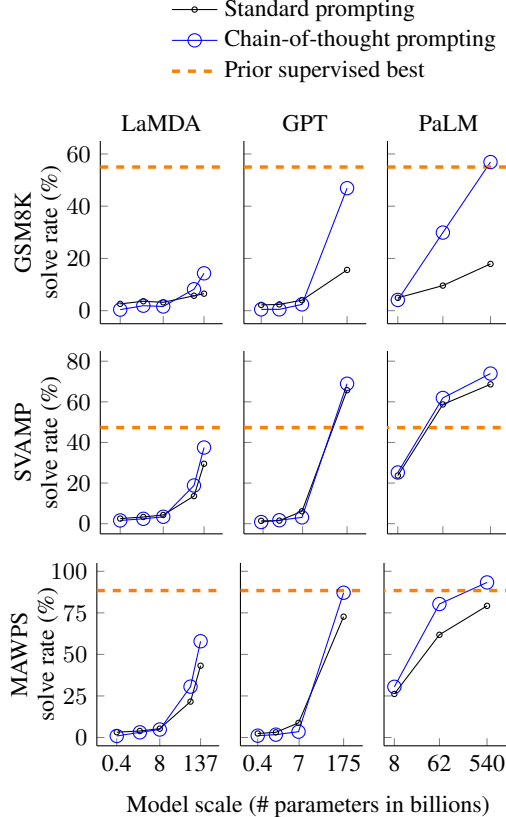 Standard prompting
Chain-of-thought prompting
Prior supervised best
LaMDA GPT PaLM
GSM8K
solve rate (%)
60
40
20
0
SVAMP
solve rate (%)
80
60
40
20
0
MAWPS
solve rate (%)
100
75
50
25
0
0.4 8 137 0.4 7 175 8 62 540
Model scale (# parameters in billions)